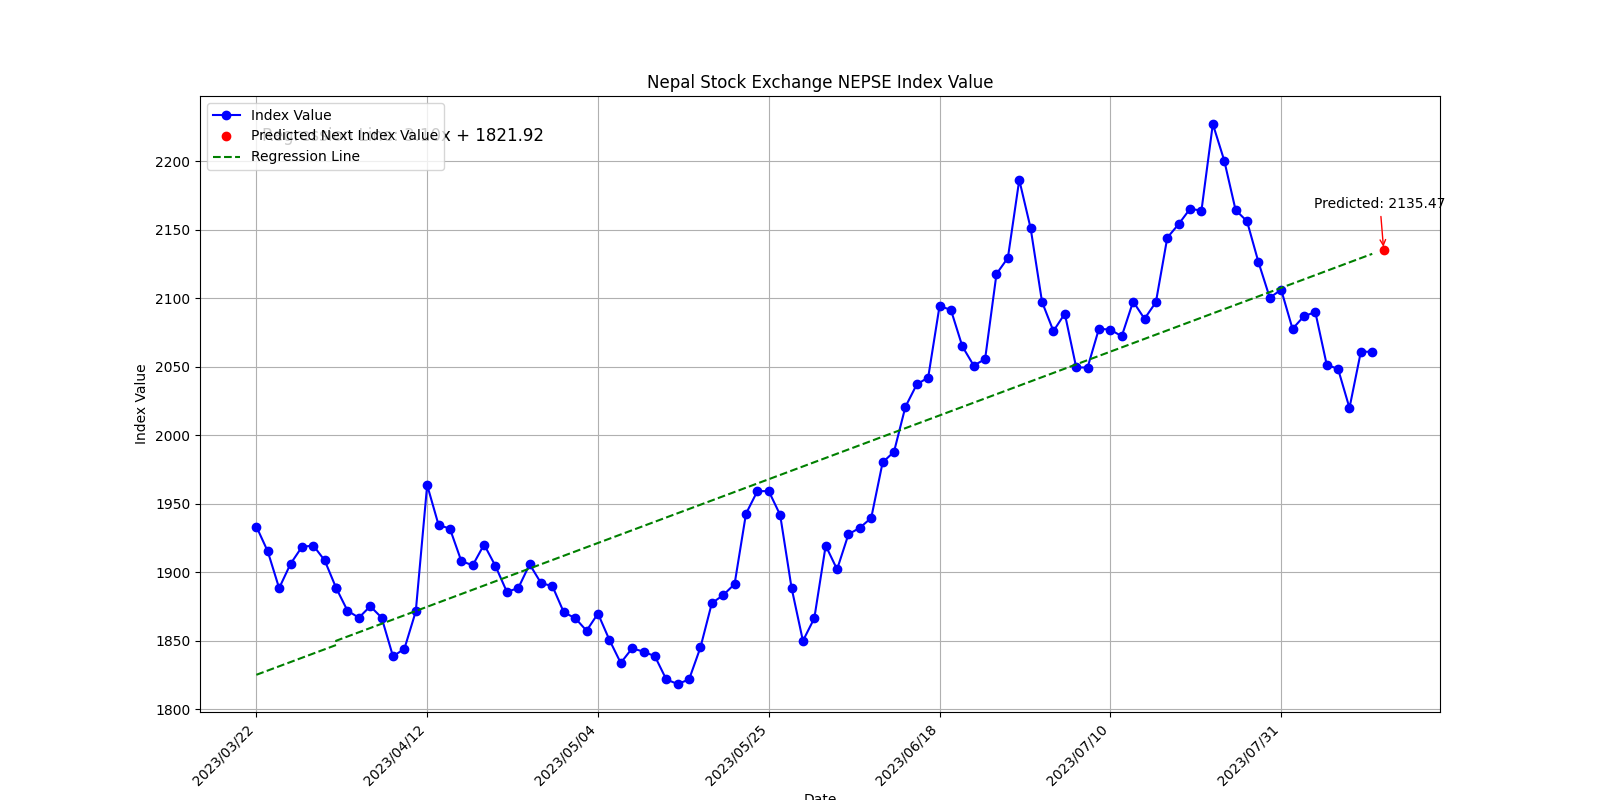 Nepal Stock Exchange NEPSE Index Value
Index Value
Predicted Next Index Value x + 1821.92
Regression Line
Predicted: 2135.47
2200
2150
2100
2050
2000
1950
1900
1850
1800
Index Value
2023/03/22
2023/04/12
2023/05/04
2023/05/25
2023/06/18
2023/07/10
2023/07/31
Date